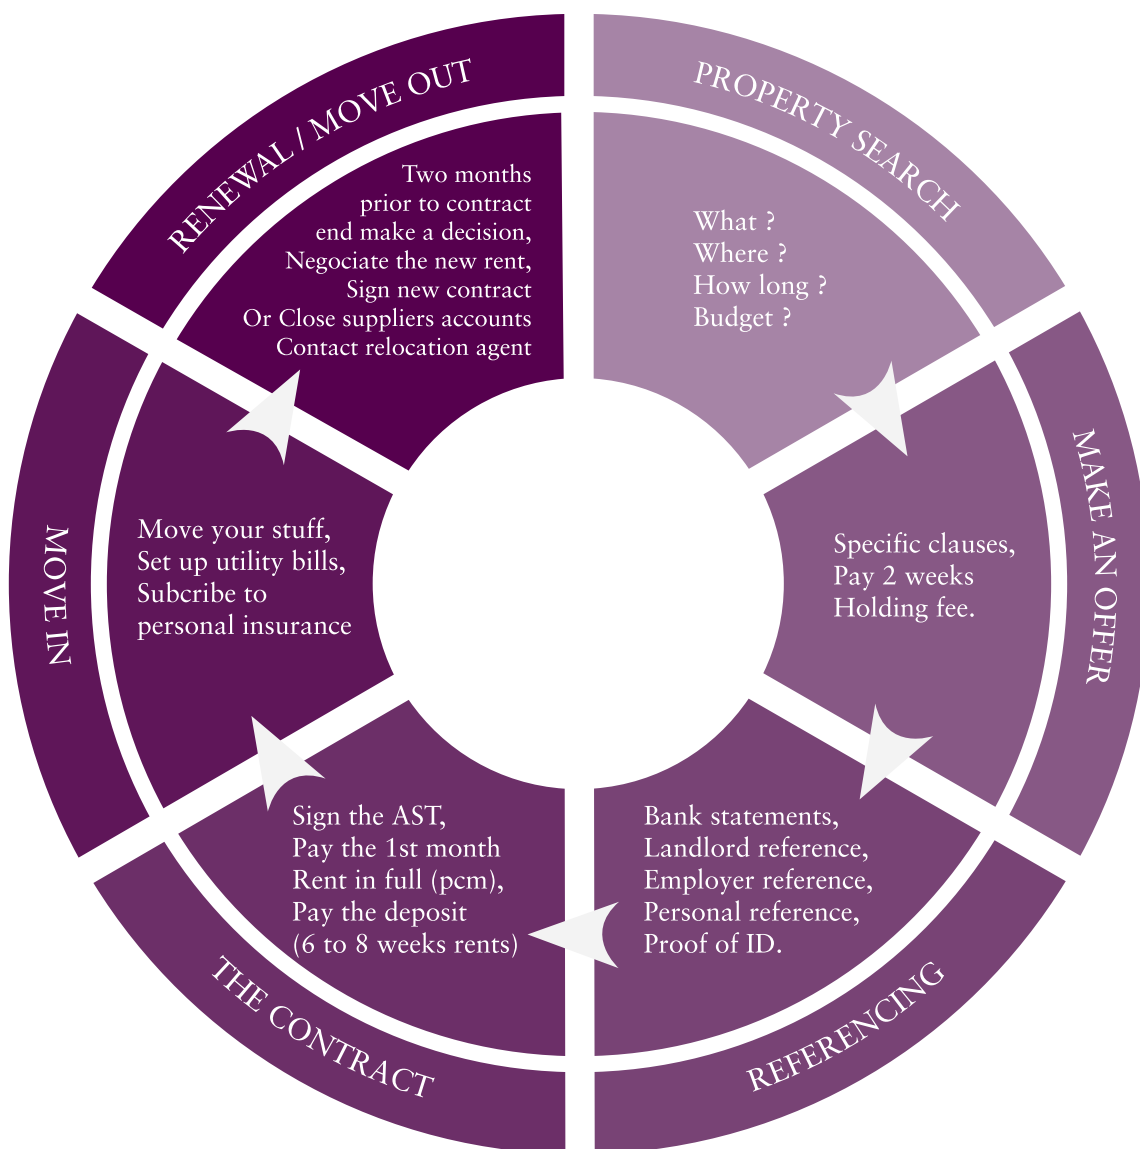 PROPERTY SEARCH
What ?
Where ?
How long ?
Budget ?
MAKE AN OFFER
Specific clauses,
Pay 2 weeks
Holding fee.
REFERENCING
Bank statements,
Landlord reference,
Employer reference,
Personal reference,
Proof of ID.
THE CONTRACT
Sign the AST,
Pay the 1st month
Rent in full (pcm),
Pay the deposit
(6 to 8 weeks rents)
MOVE IN
Move your stuff,
Set up utility bills,
Subcribe to
personal insurance
RENEWAL / MOVE OUT
Two months
prior to contract
end make a decision,
Negociate the new rent,
Sign new contract
Or Close suppliers accounts
Contact relocation agent